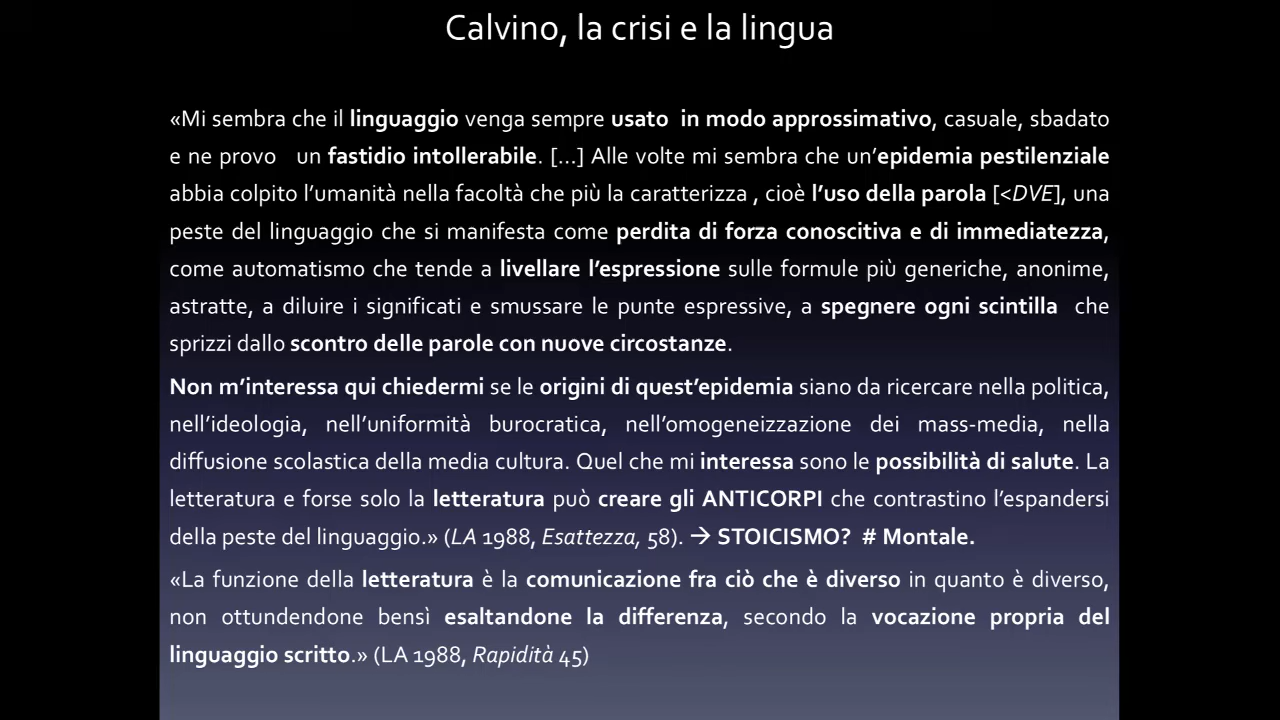 Calvino, la crisi e la lingua
«Mi sembra che il linguaggio venga sempre usato in modo approssimativo, casuale, sbadato
e ne provo un fastidio intollerabile. [...] Alle volte mi sembra che un'epidemia pestilenziale
abbia colpito l'umanità nella facoltà che più la caratterizza , cioè l'uso della parola [<DVE], una
peste del linguaggio che si manifesta come perdita di forza conoscitiva e di immediatezza,
come automatismo che tende a livellare l'espressione sulle formule più generiche, anonime,
astratte, a diluire i significati e smussare le punte espressive, a spegnere ogni scintilla che
sprizzi dallo scontro delle parole con nuove circostanze.
Non m'interessa qui chiedermi se le origini di quest'epidemia siano da ricercare nella politica,
nell'ideologia, nell'uniformità burocratica, nell'omogeneizzazione dei mass-media, nella
diffusione scolastica della media cultura. Quel che mi interessa sono le possibilità di salute. La
letteratura e forse solo la letteratura può creare gli ANTICORPI che contrastino l'espandersi
della peste del linguaggio.» (LA 1988, Esattezza, 58). → STOICISMO? # Montale.
«La funzione della letteratura è la comunicazione fra ciò che è diverso in quanto è diverso,
non ottundendone bensì esaltandone la differenza, secondo la vocazione propria del
linguaggio scritto.» (LA 1988, Rapidità 45)